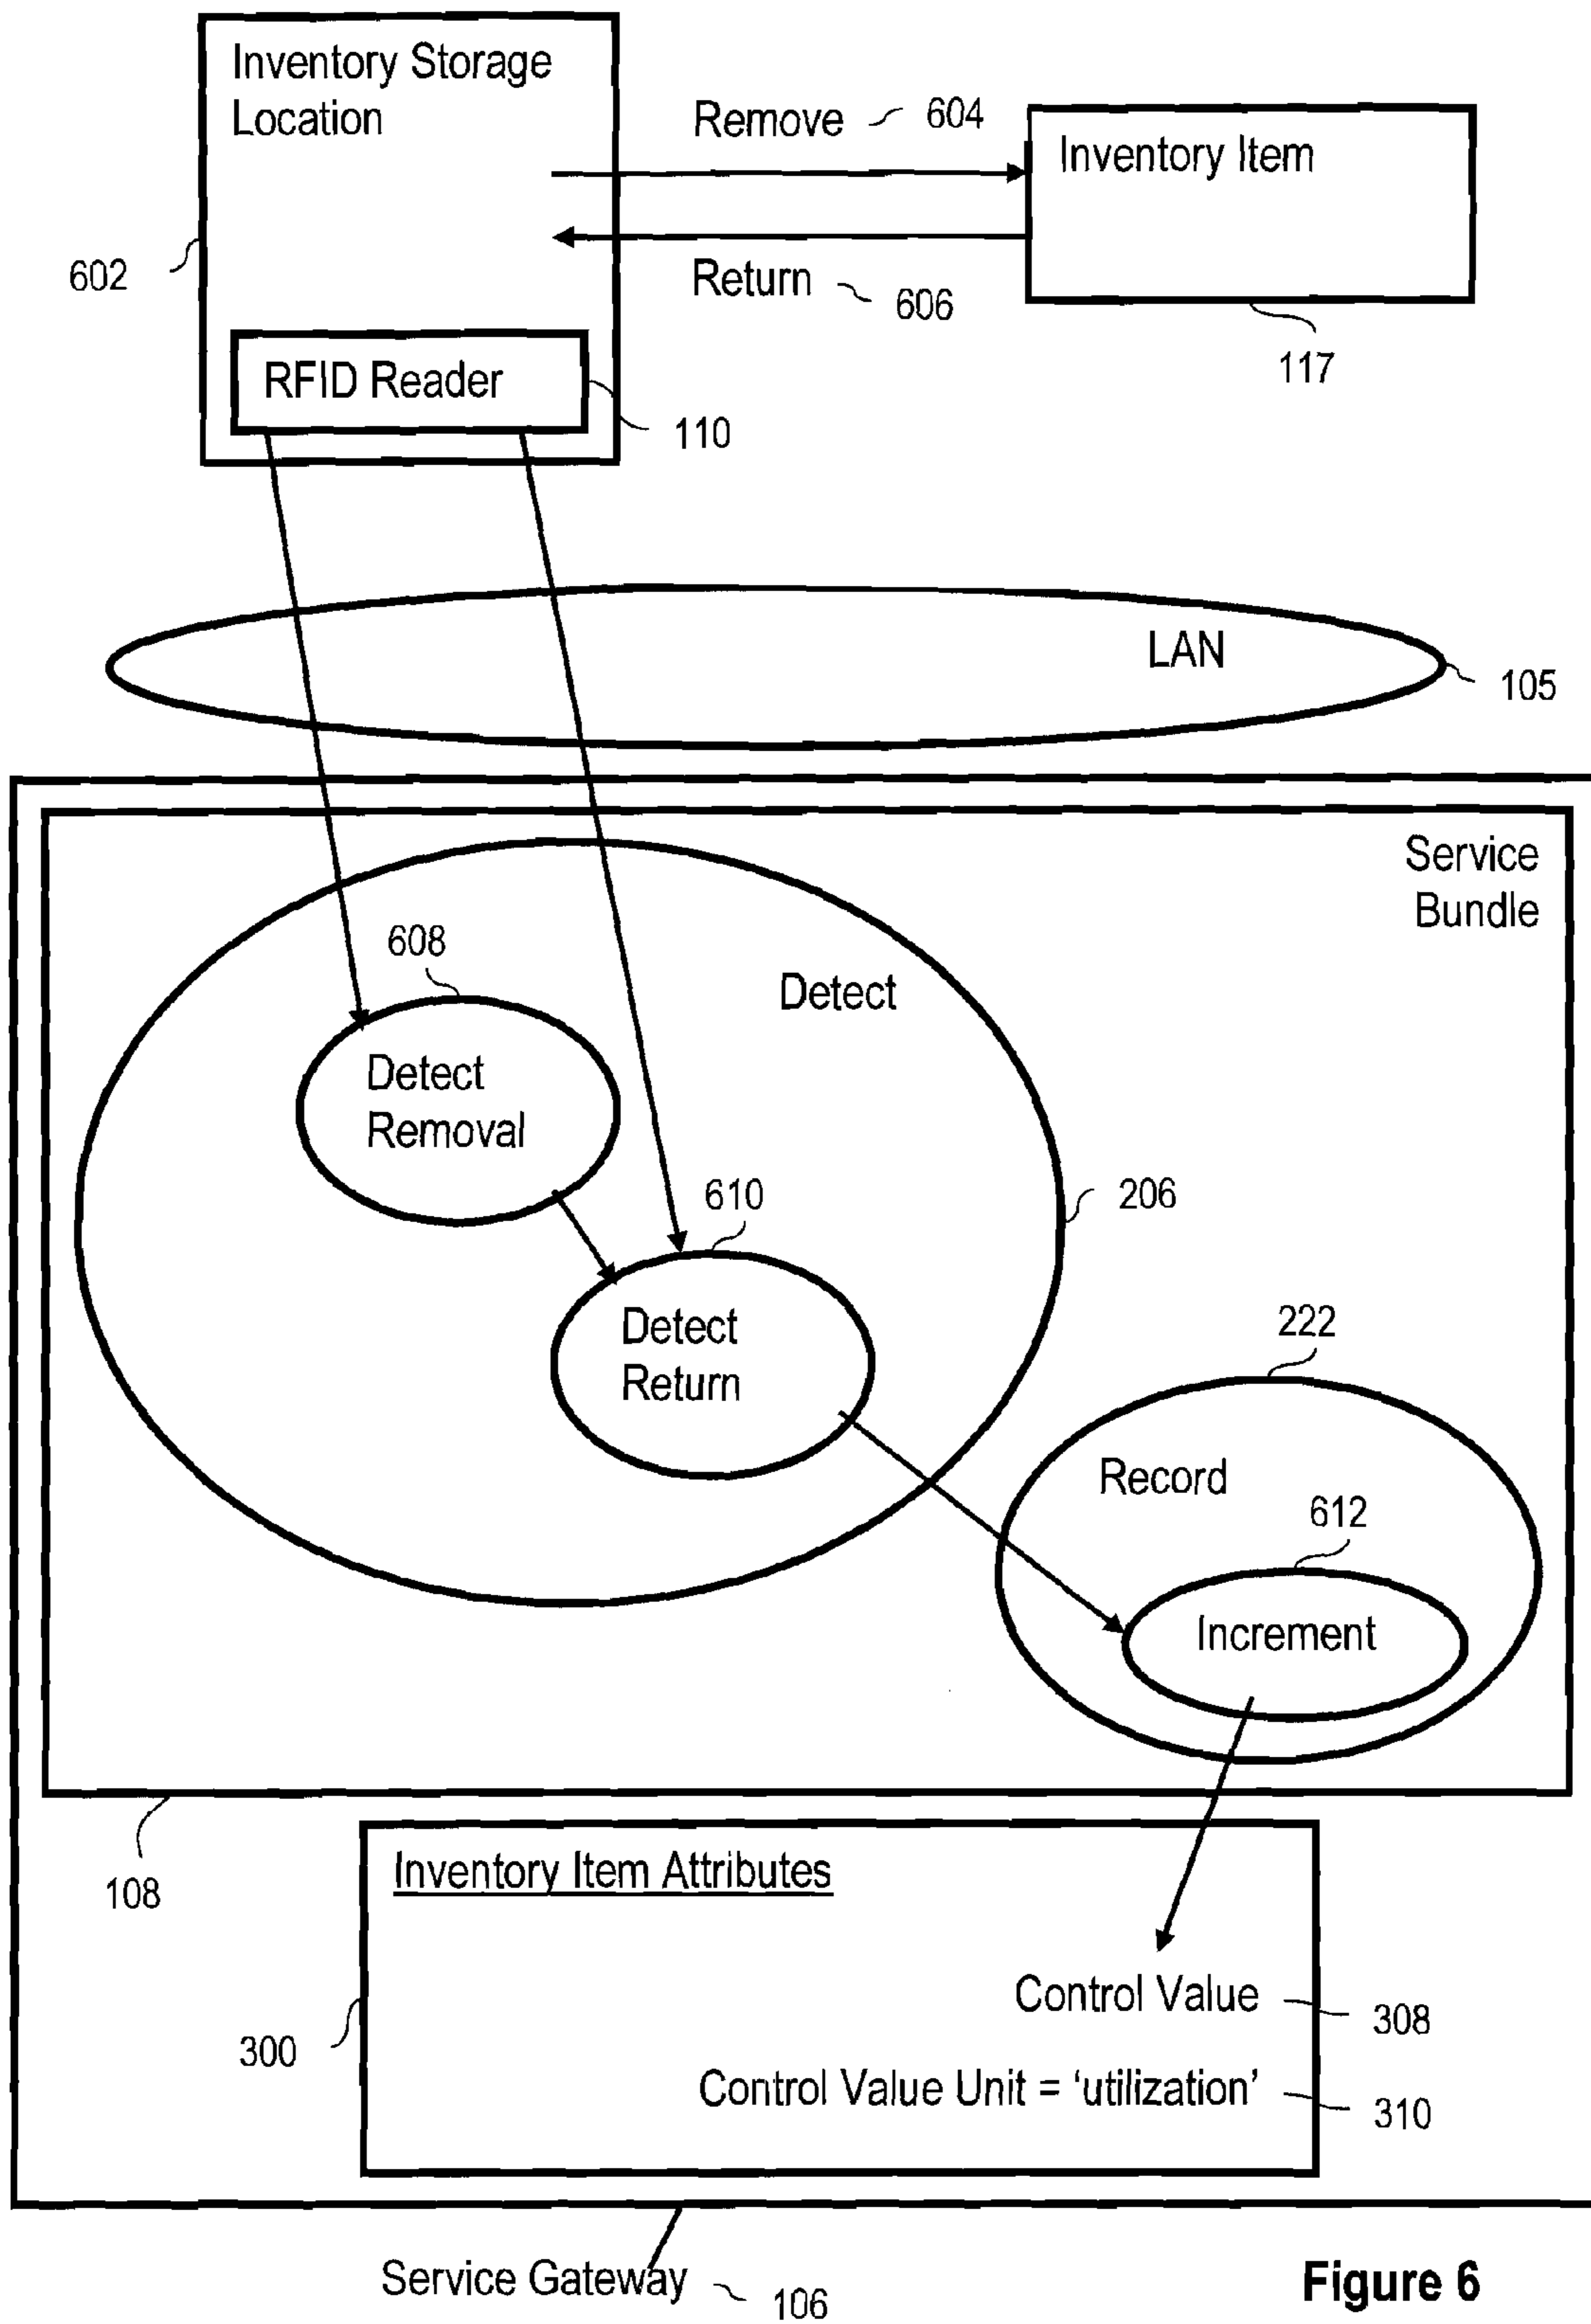 Inventory Storage
Location
Remove 604
Inventory Item
602
Return 606
117
RFID Reader
110
LAN
105
Service
Bundle
608
Detect
Detect
Removal
610
206
Detect
Return
222
Record
612
Increment
108
Inventory Item Attributes
Control Value 308
300
Control Value Unit = ‘utilization’ 310
Service Gateway 106
Figure 6